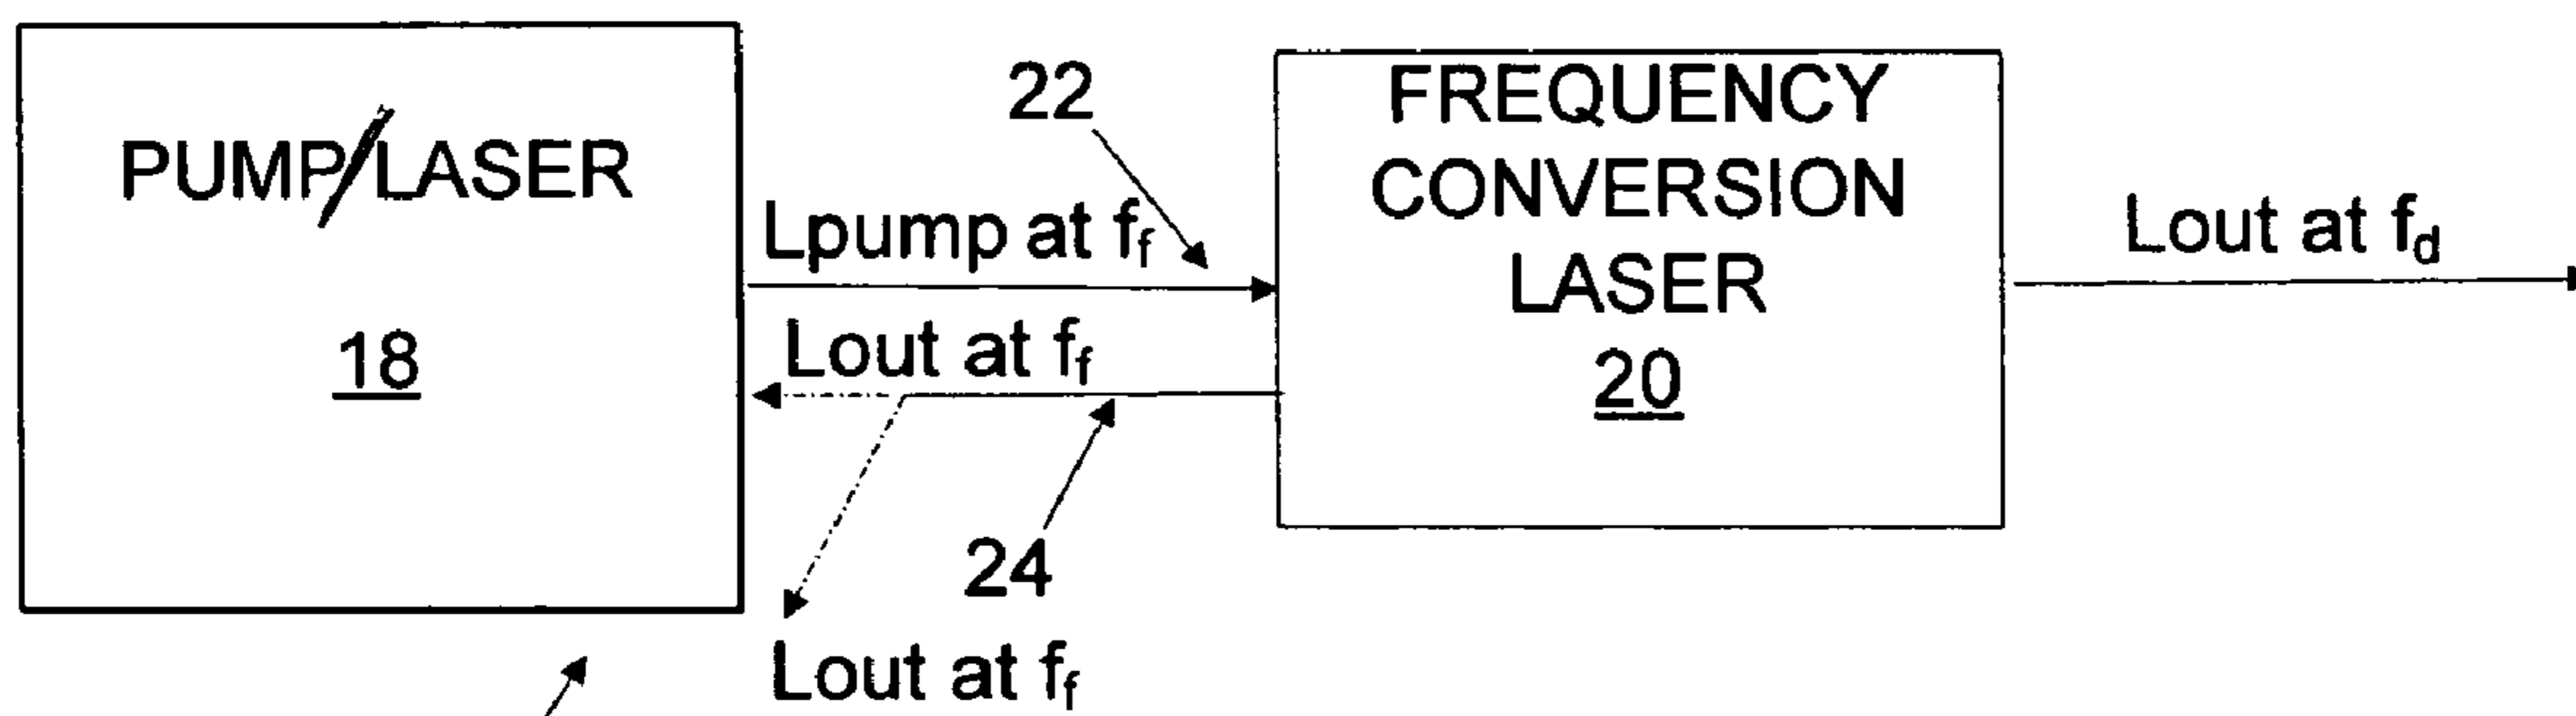 PUMP/LASER
18
22
Lpump at ff
Lout at ff
24
Lout at ff
FREQUENCY
CONVERSION
LASER
20
Lout at fd